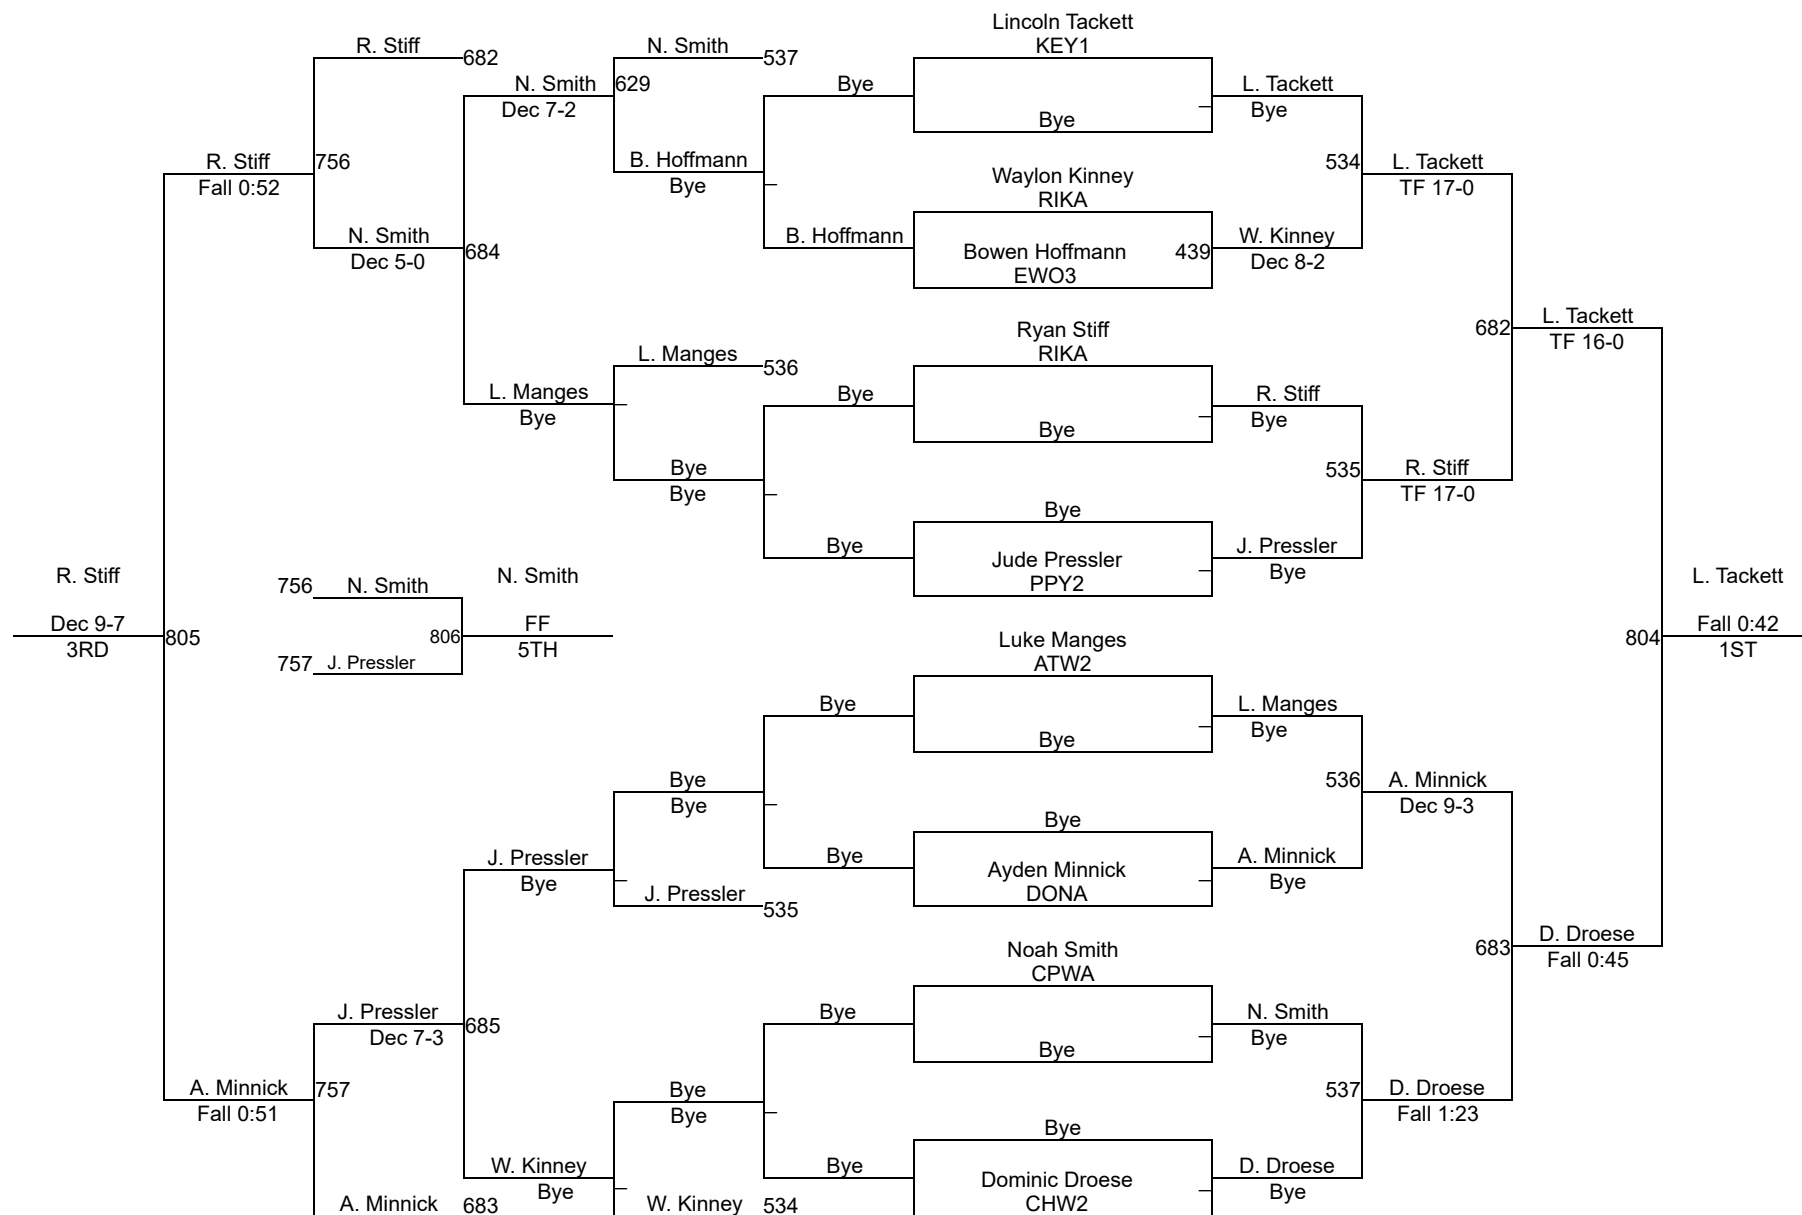 Lincoln Tackett
KEY1
R. Stiff
682
N. Smith
537
N. Smith
629
Dec 7-2
Bye
Bye
L. Tackett
Bye
R. Stiff
756
Fall 0:52
B. Hoffmann
Bye
Waylon Kinney
RIKA
534
L. Tackett
TF 17-0
N. Smith
684
Dec 5-0
B. Hoffmann
Bowen Hoffmann
EWO3
439
W. Kinney
Dec 8-2
Ryan Stiff
RIKA
682
L. Tackett
TF 16-0
L. Manges
536
L. Manges
Bye
Bye
Bye
R. Stiff
Bye
Bye
Bye
535
R. Stiff
TF 17-0
Bye
Bye
Jude Pressler
PPY2
J. Pressler
Bye
R. Stiff
Dec 9-7
3RD
805
756
N. Smith
757
J. Pressler
806
N. Smith
FF
5TH
804
L. Tackett
Fall 0:42
1ST
Luke Manges
ATW2
Bye
Bye
L. Manges
Bye
Bye
Bye
536
A. Minnick
Dec 9-3
Bye
Bye
Ayden Minnick
DONA
A. Minnick
Bye
J. Pressler
Bye
J. Pressler
535
Noah Smith
CPWA
683
D. Droese
Fall 0:45
J. Pressler
685
Dec 7-3
Bye
Bye
N. Smith
Bye
A. Minnick
757
Fall 0:51
Bye
Bye
537
D. Droese
Fall 1:23
Bye
Bye
Dominic Droese
CHW2
D. Droese
Bye
W. Kinney
Bye
A. Minnick
683
W. Kinney
534